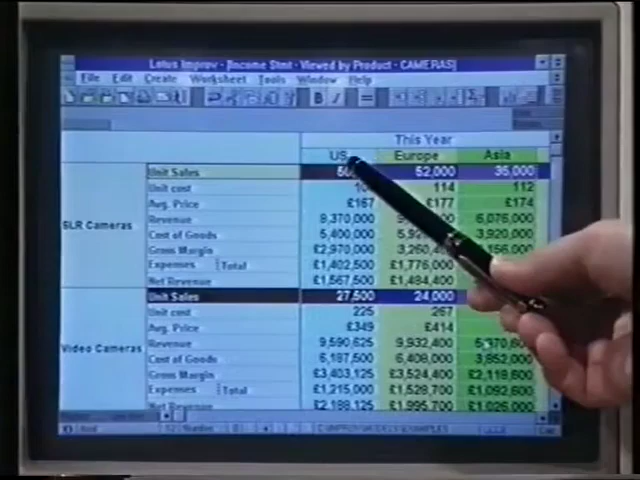 Lotus Improv - [Income Stmt - Viewed by Product - CAMERAS]
File Edit Create Worksheet Tools Window Help
B I
This Year
US Europe Asia
Unit Sales 52,000 35,000
Unit cost 114 112
Avg. Price £167 £177 £174
Revenue 9,370,000 6,076,000
SLR Cameras
Cost of Goods 5,400,000 3,920,000
Gross Margin £2,970,000
Expenses Total £1,402,500 £1,776,000
Net Revenue £1,567,500 £1,484,400
Unit Sales 27,500 24,000
Unit cost 225 267
Avg. Price £349 £414
Revenue 9,590,625 9,932,400
Video Cameras
Cost of Goods 6,187,500 6,408,000 3,852,000
Gross Margin £3,403,125 £3,524,400 £2,118,600
Expenses Total £1,215,000 £1,528,700 £1,092,600
Net Revenue £2,188,125 £1,995,700 £1,026,000